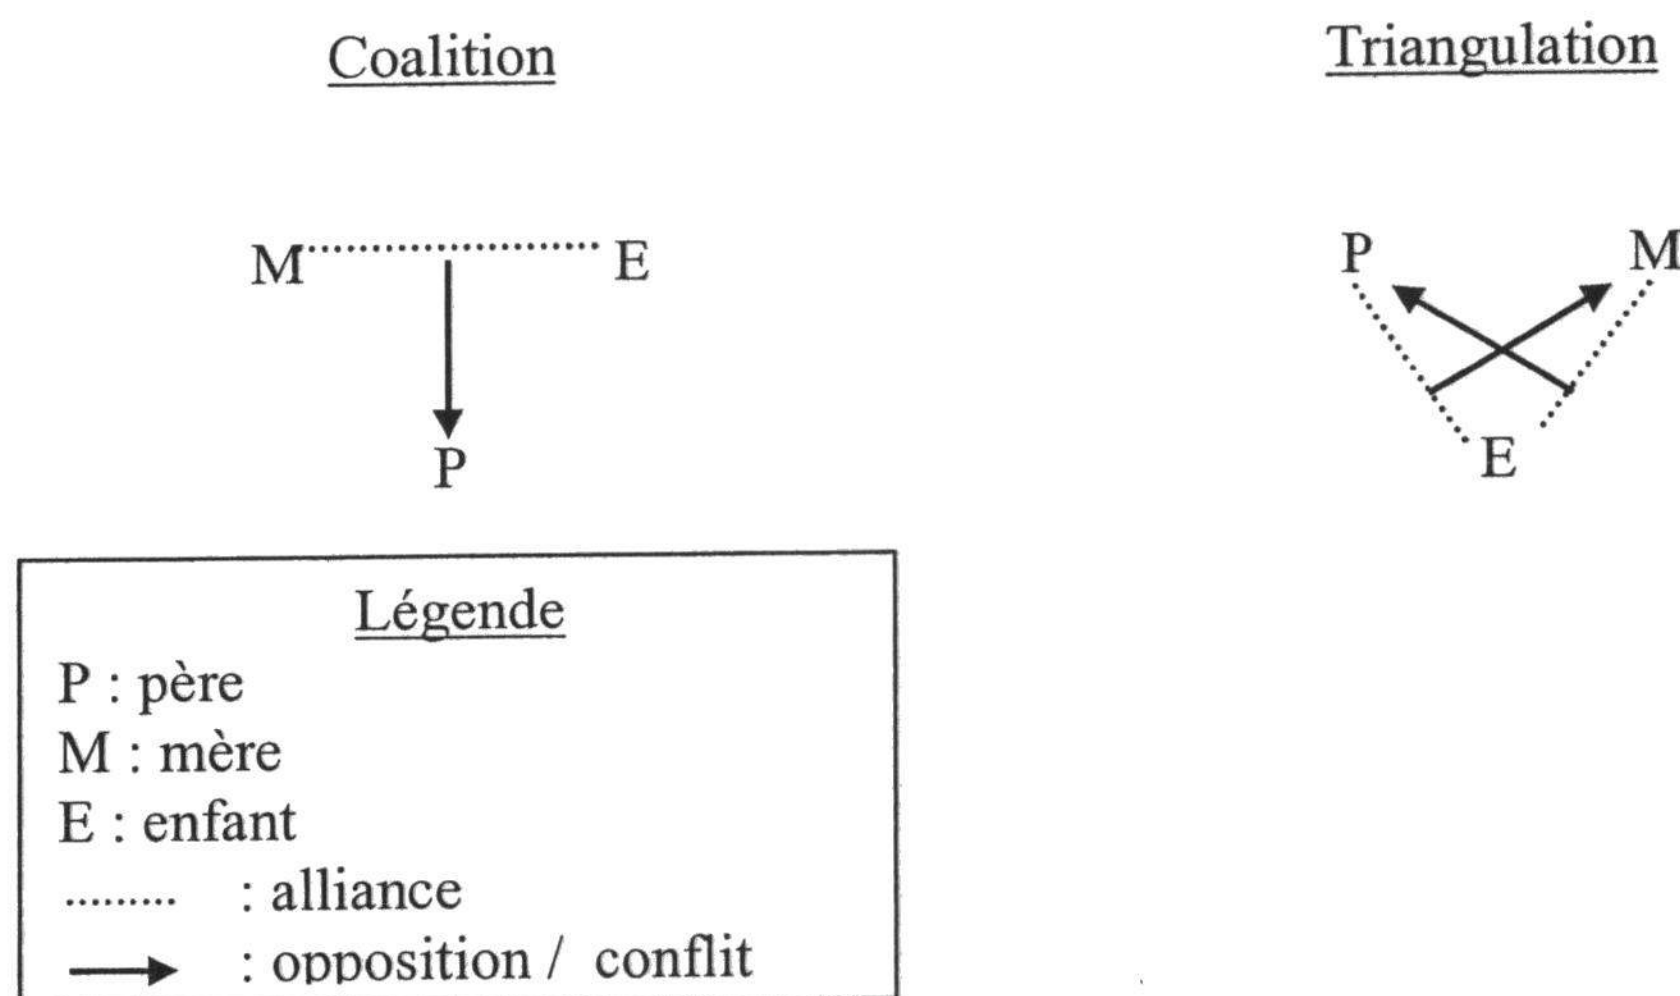 Coalition
Triangulation
M E
P
P M
E
Légende
P : père
M : mère
E : enfant
......... : alliance
: opposition / conflit